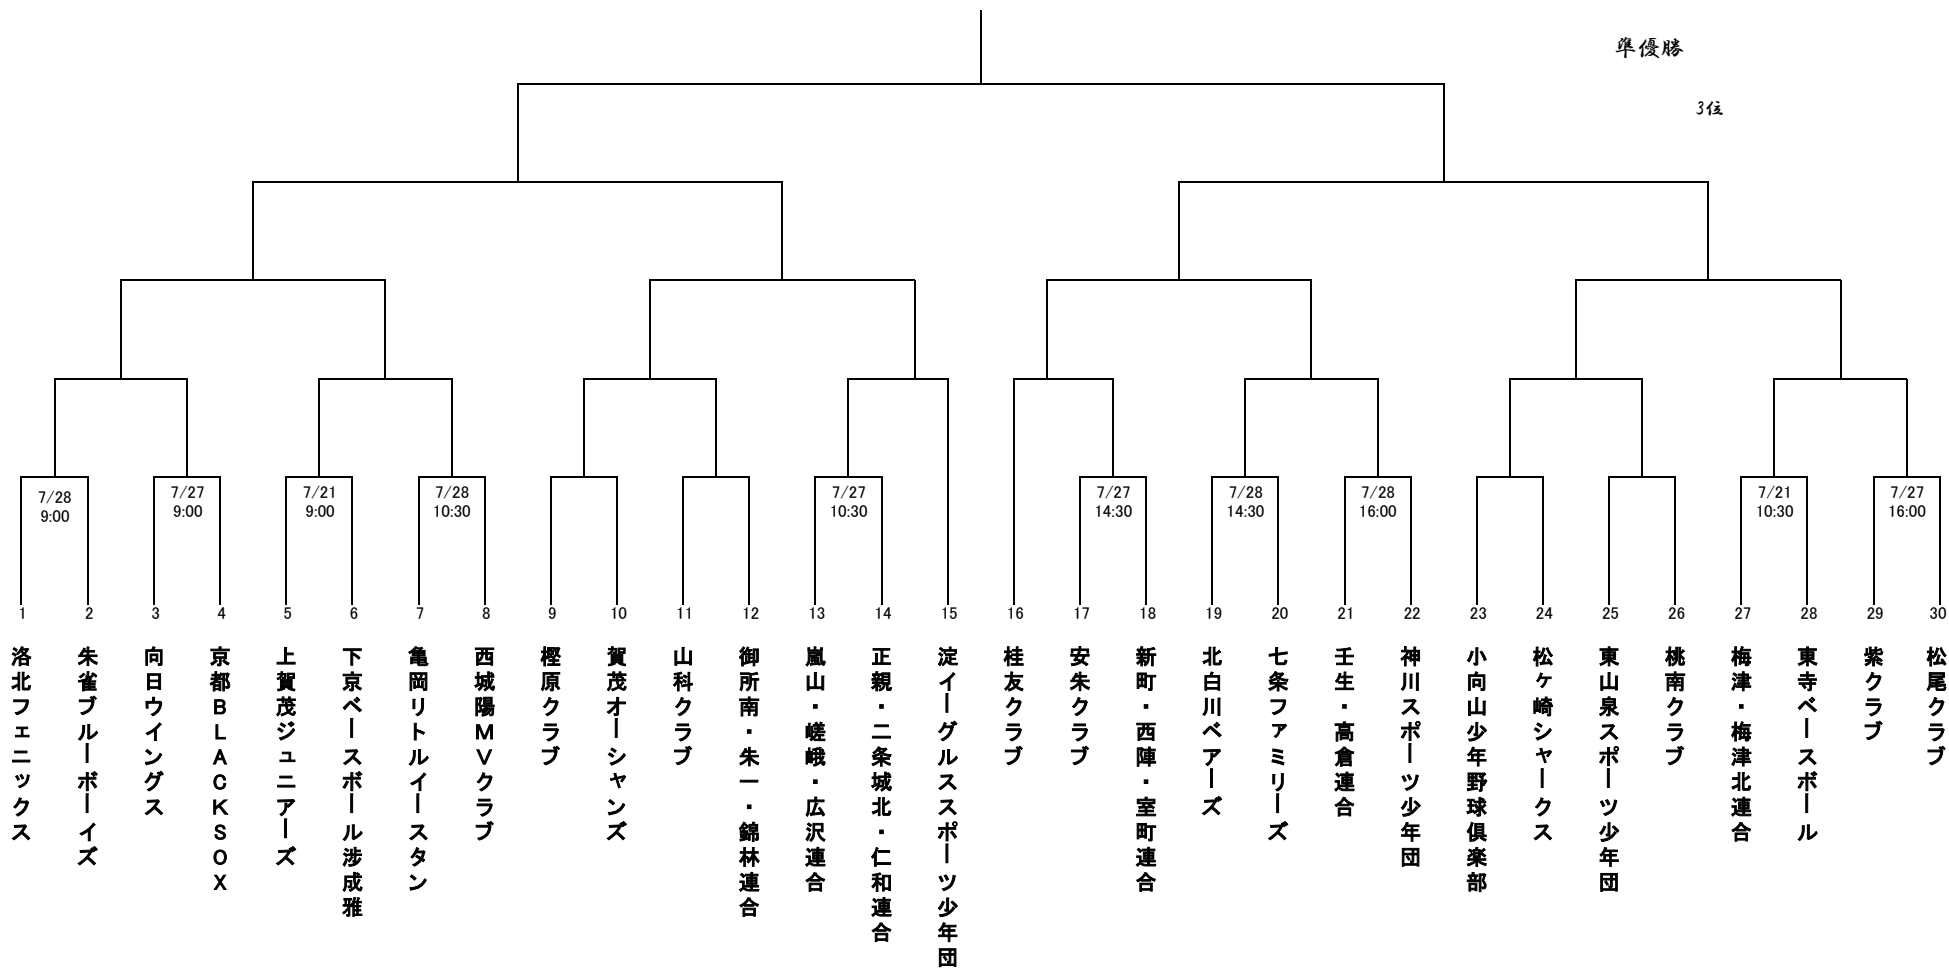 準優勝
3位
7/28
9:00
7/27
9:00
7/21
9:00
7/28
10:30
7/27
10:30
7/27
14:30
7/28
14:30
7/28
16:00
7/21
10:30
7/27
16:00
1
2
3
4
5
6
7
8
9
10
11
12
13
14
15
16
17
18
19
20
21
22
23
24
25
26
27
28
29
30
洛北フェニックス
朱雀ブルーボーイズ
向日ウイングス
京都BLACKSOX
上賀茂ジュニアーズ
下京ベースボール渉成雅
亀岡リトルイースタン
西城陽MVクラブ
樫原クラブ
賀茂オーシャンズ
山科クラブ
御所南・朱一・錦林連合
嵐山・嵯峨・広沢連合
正親・二条城北・仁和連合
淀イーグルススポーツ少年団
桂友クラブ
安朱クラブ
新町・西陣・室町連合
北白川ベアーズ
七条ファミリーズ
壬生・高倉連合
神川スポーツ少年団
小向山少年野球倶楽部
松ヶ崎シャークス
東山泉スポーツ少年団
桃南クラブ
梅津・梅津北連合
東寺ベースボール
紫クラブ
松尾クラブ